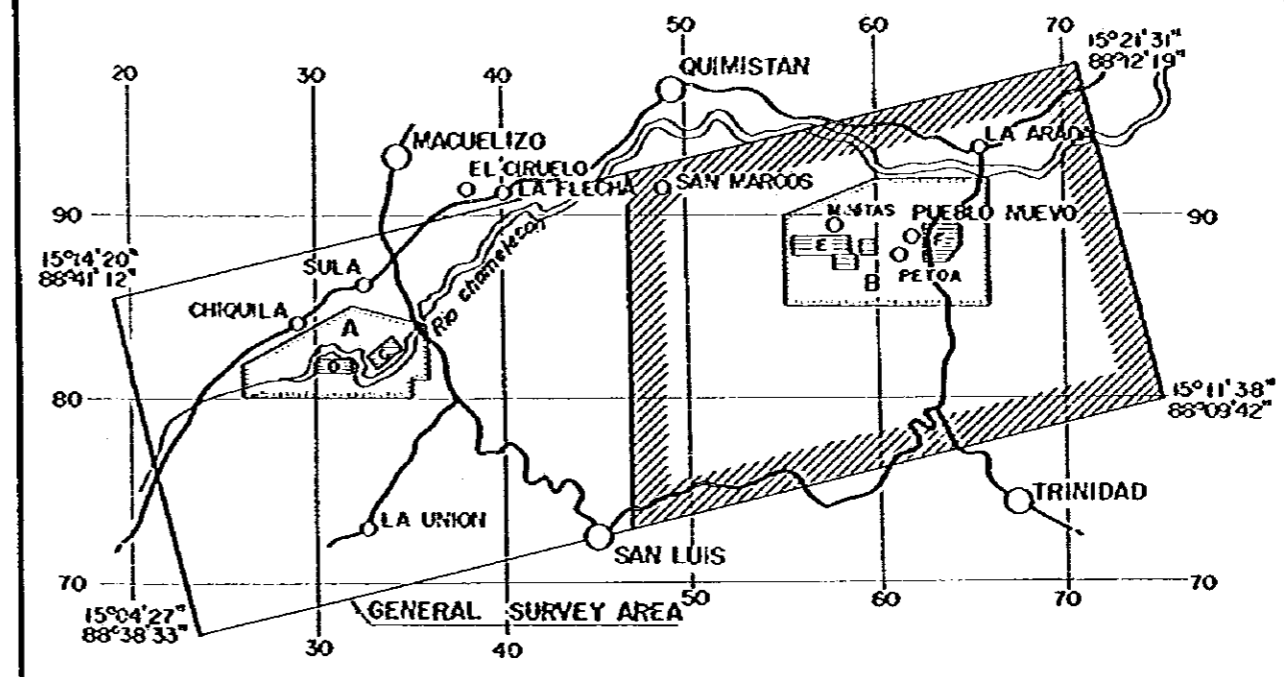 50
60
70
15°21'31"
88°12'19"
20
30
40
QUIMISTAN
MACUELIZO
LA ARADA
EL CIRUELO
LA FLECHA
SAN MARCOS
90
MINITAS
PUEBLO NUEVO
90
E
F
15°14'20"
88°41'12"
SULA
PETOA
B
CHIQUILA
Rio chamelecon
A
C
D
80
15°11'38"
88°09'42"
TRINIDAD
LA UNION
SAN LUIS
70
70
15°04'27"
88°38'33"
GENERAL SURVEY AREA
50
60
70
30
40